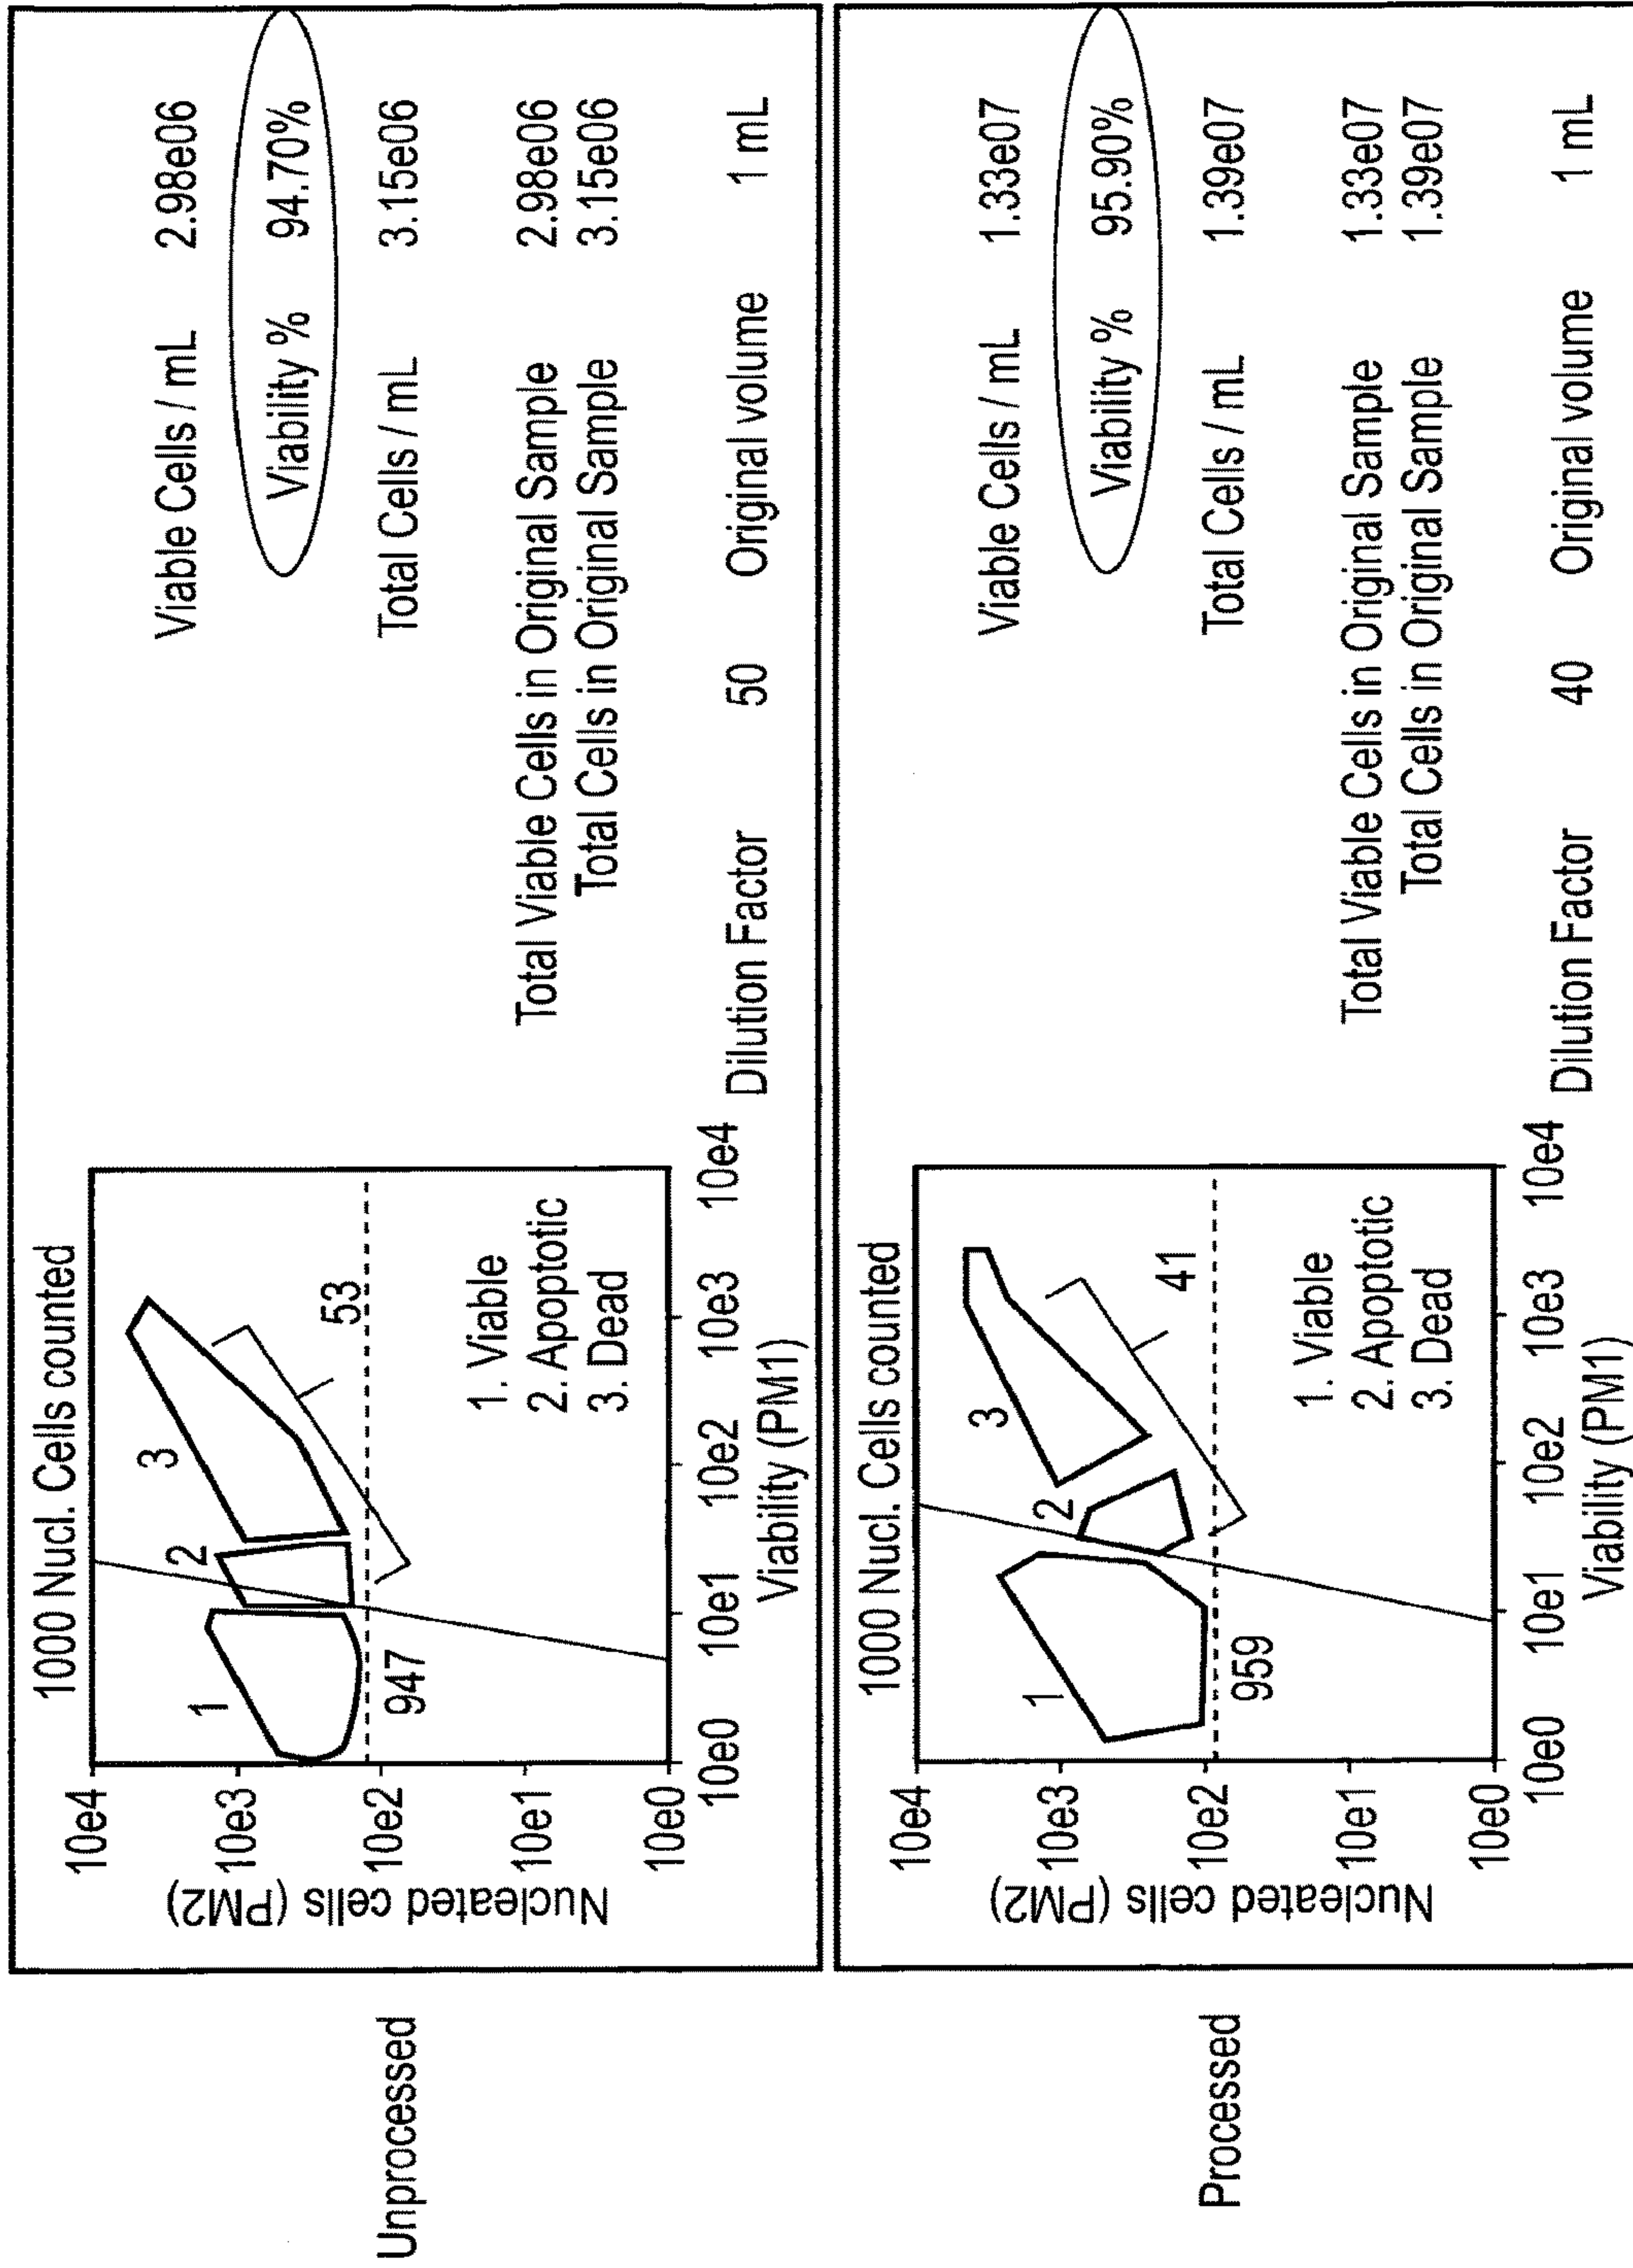 Unprocessed
1000 Nucl. Cells counted
Nucleated cells (PM2)
10e4
10e3
10e2
10e1
10e0
1
2
3
947
53
1. Viable
2. Apoptotic
3. Dead
10e0 10e1 10e2 10e3 10e4
Viability (PM1)
Viable Cells / mL 2.98e06
Viability % 94.70%
Total Cells / mL 3.15e06
Total Viable Cells in Original Sample 2.98e06
Total Cells in Original Sample 3.15e06
Dilution Factor 50 Original volume 1 mL
Processed
1000 Nucl. Cells counted
Nucleated cells (PM2)
10e4
10e3
10e2
10e1
10e0
1
2
3
959
41
1. Viable
2. Apoptotic
3. Dead
10e0 10e1 10e2 10e3 10e4
Viability (PM1)
Viable Cells / mL 1.33e07
Viability % 95.90%
Total Cells / mL 1.39e07
Total Viable Cells in Original Sample 1.33e07
Total Cells in Original Sample 1.39e07
Dilution Factor 40 Original volume 1 mL